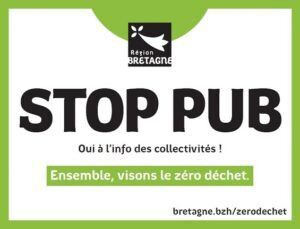 Région
BRETAGNE
STOP PUB
Oui à l'info des collectivités !
Ensemble, visons le zéro déchet.
bretagne.bzh/zerodechet